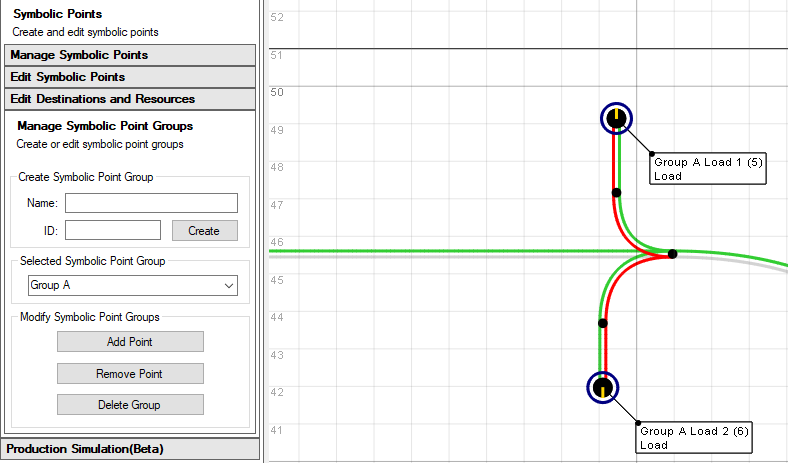 Symbolic Points
Create and edit symbolic points
Manage Symbolic Points
Edit Symbolic Points
Edit Destinations and Resources
Manage Symbolic Point Groups
Create or edit symbolic point groups
Create Symbolic Point Group
Name:
ID:
Create
Selected Symbolic Point Group
Group A
Modify Symbolic Point Groups
Add Point
Remove Point
Delete Group
Production Simulation(Beta)
52
51
50
49
48
47
46
45
44
43
42
41
Group A Load 1 (5)
Load
Group A Load 2 (6)
Load